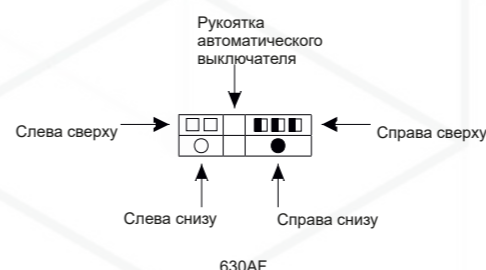 Рукоятка
автоматического
выключателя
Слева сверху
Справа сверху
Слева снизу
Справа снизу
630AF